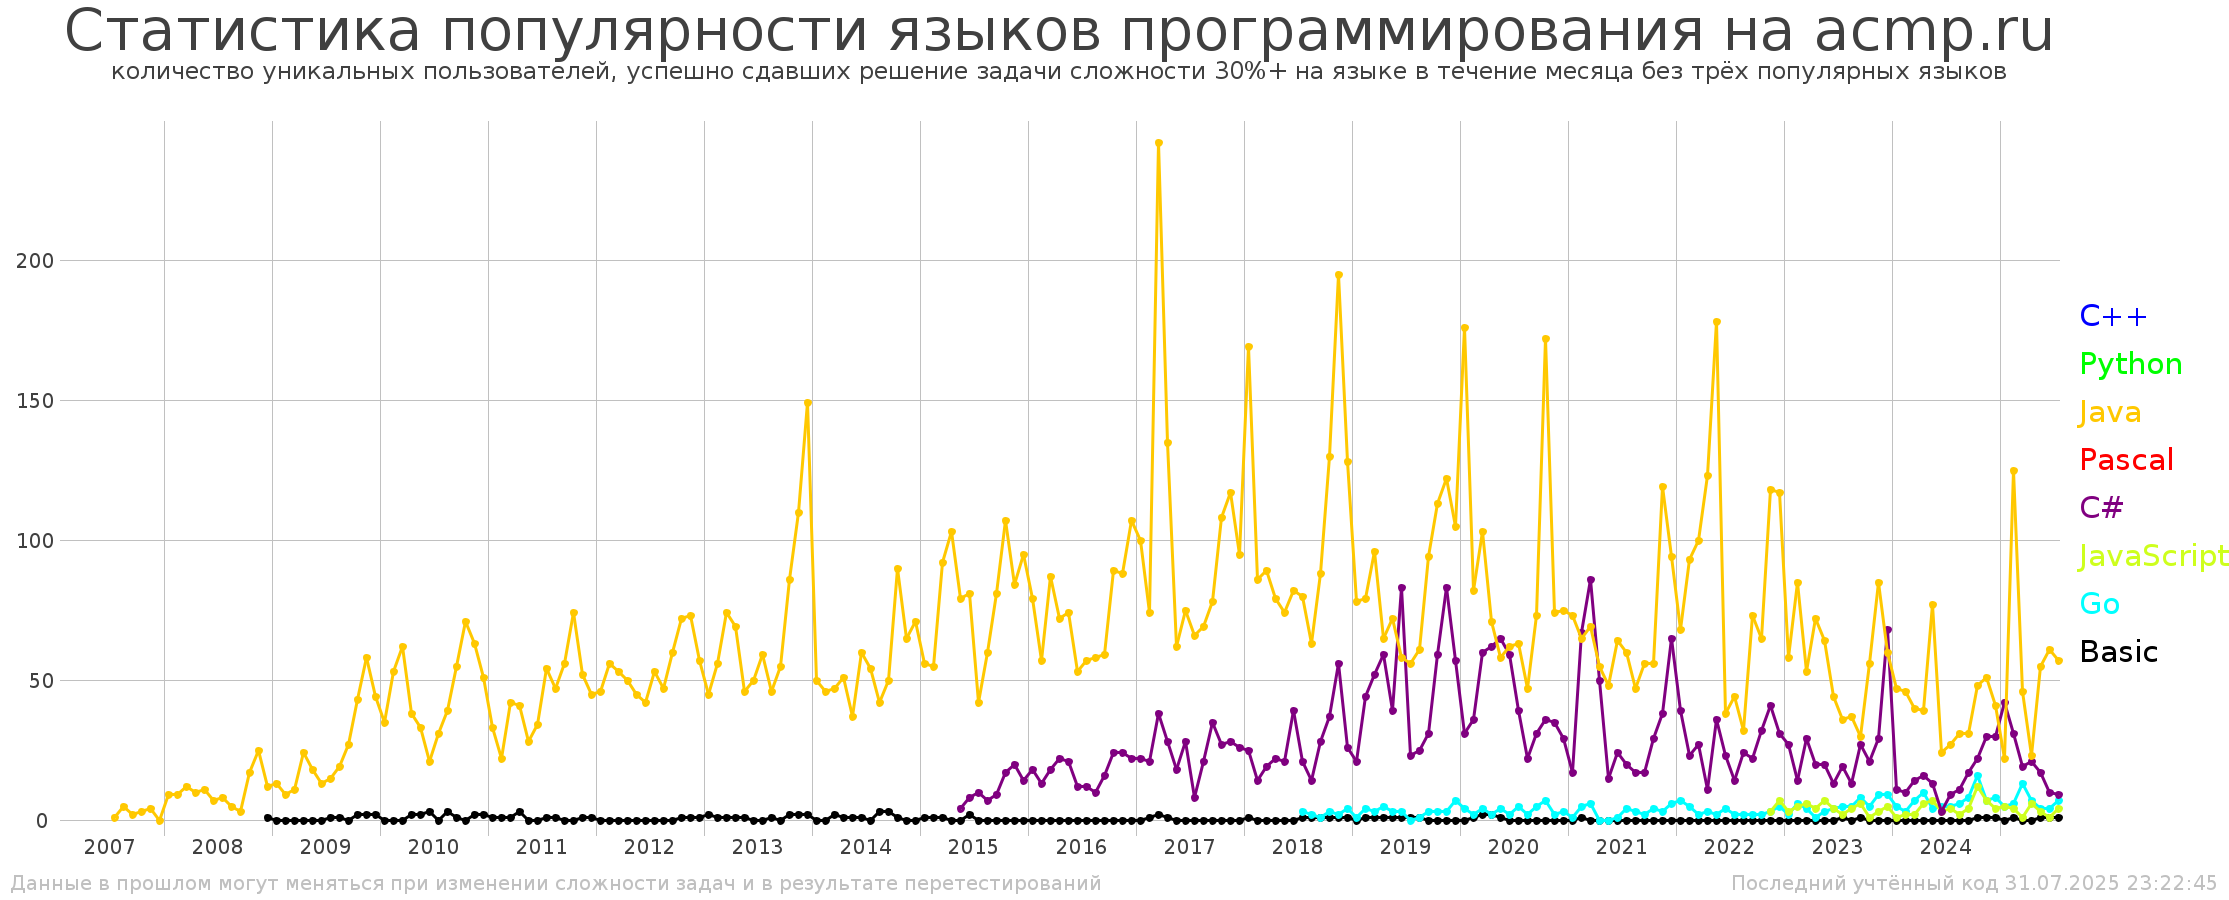 Статистика популярности языков программирования на acmp.ru
количество уникальных пользователей, успешно сдавших решение задачи сложности 30%+ на языке в течение месяца без трёх популярных языков
200
150
100
50
0
C++
Python
Java
Pascal
C#
JavaScript
Go
Basic
2007 2008 2009 2010 2011 2012 2013 2014 2015 2016 2017 2018 2019 2020 2021 2022 2023 2024
Данные в прошлом могут меняться при изменении сложности задач и в результате перетестирований
Последний учтённый код 31.07.2025 23:22:45